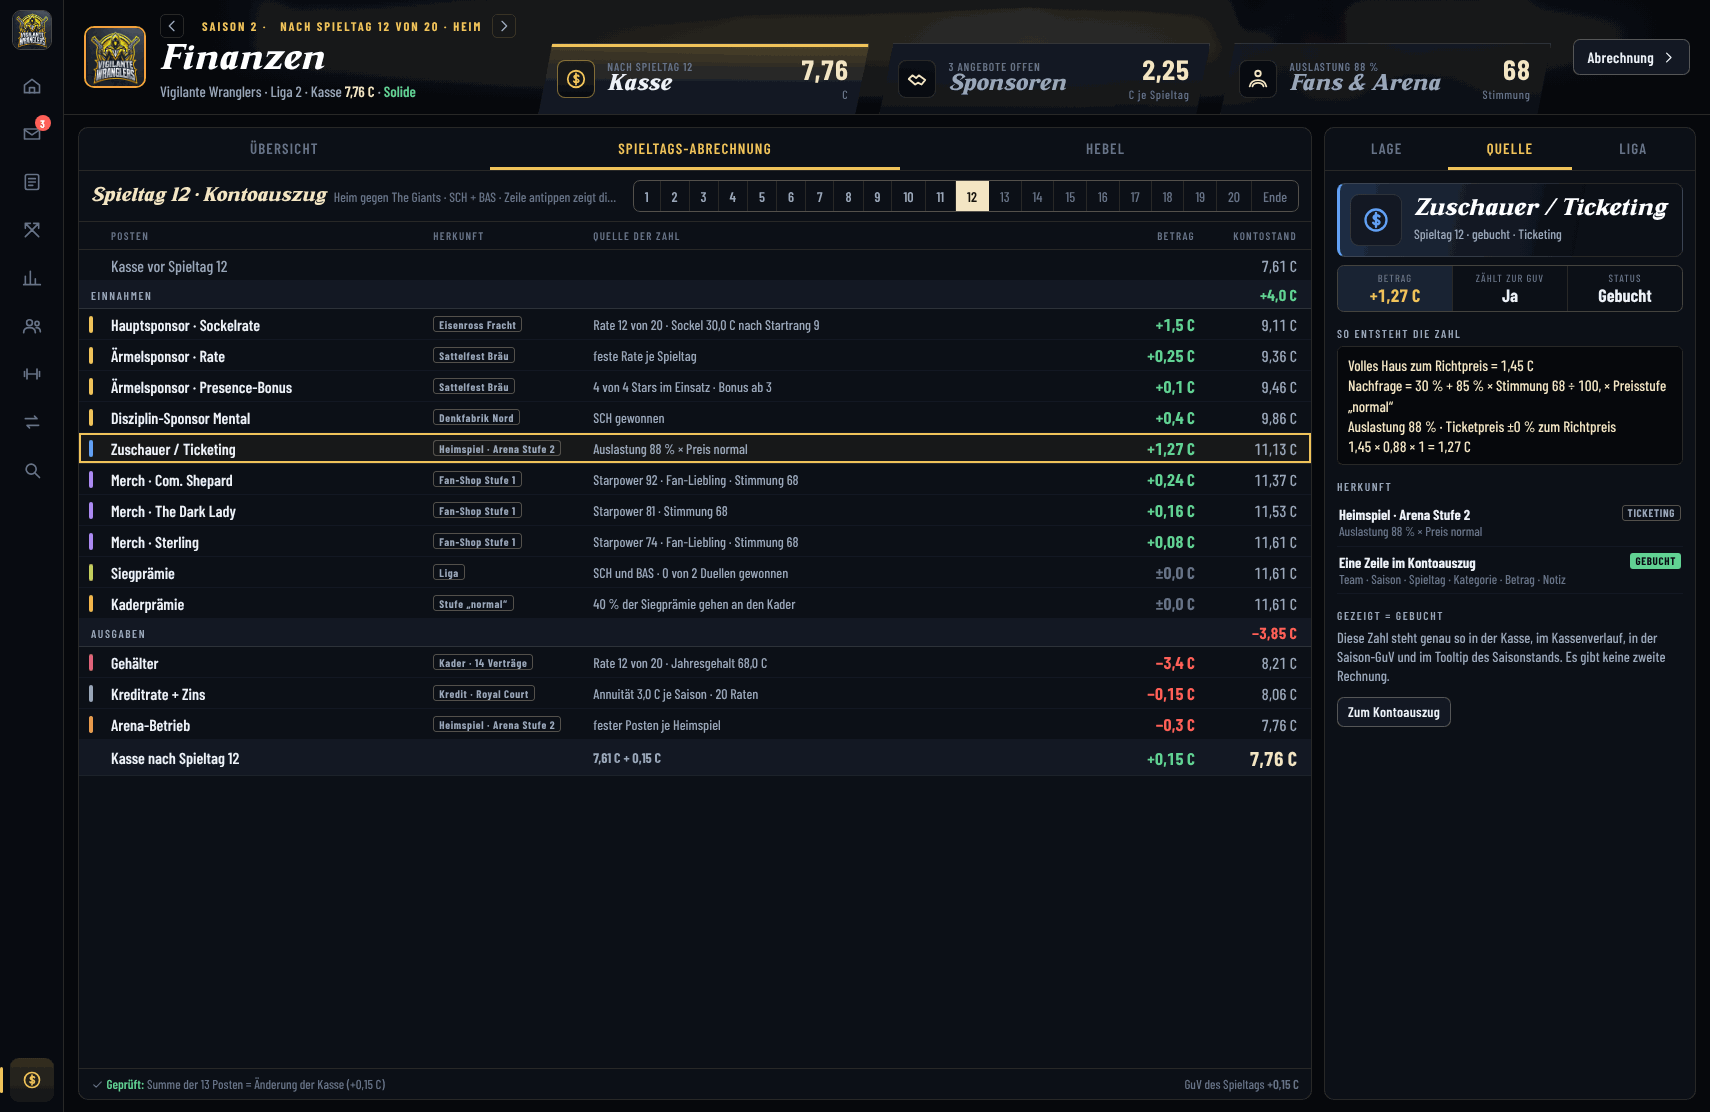 VIGILANTE WRANGLERS
3
SAISON 2 · NACH SPIELTAG 12 VON 20 · HEIM
Finanzen
Vigilante Wranglers · Liga 2 · Kasse 7,76 C · Solide
NACH SPIELTAG 12
Kasse
7,76
C
3 ANGEBOTE OFFEN
Sponsoren
2,25
C je Spieltag
AUSLASTUNG 88 %
Fans & Arena
68
Stimmung
Abrechnung
ÜBERSICHT
SPIELTAGS-ABRECHNUNG
HEBEL
Spieltag 12 · Kontoauszug
Heim gegen The Giants · SCH + BAS · Zeile antippen zeigt di…
1 2 3 4 5 6 7 8 9 10 11 12 13 14 15 16 17 18 19 20 Ende
POSTEN HERKUNFT QUELLE DER ZAHL BETRAG KONTOSTAND
Kasse vor Spieltag 12 7,61 C
EINNAHMEN +4,0 C
Hauptsponsor · Sockelrate Eisenross Fracht Rate 12 von 20 · Sockel 30,0 C nach Startrang 9 +1,5 C 9,11 C
Ärmelsponsor · Rate Sattelfest Bräu feste Rate je Spieltag +0,25 C 9,36 C
Ärmelsponsor · Presence-Bonus Sattelfest Bräu 4 von 4 Stars im Einsatz · Bonus ab 3 +0,1 C 9,46 C
Disziplin-Sponsor Mental Denkfabrik Nord SCH gewonnen +0,4 C 9,86 C
Zuschauer / Ticketing Heimspiel · Arena Stufe 2 Auslastung 88 % × Preis normal +1,27 C 11,13 C
Merch · Com. Shepard Fan-Shop Stufe 1 Starpower 92 · Fan-Liebling · Stimmung 68 +0,24 C 11,37 C
Merch · The Dark Lady Fan-Shop Stufe 1 Starpower 81 · Stimmung 68 +0,16 C 11,53 C
Merch · Sterling Fan-Shop Stufe 1 Starpower 74 · Fan-Liebling · Stimmung 68 +0,08 C 11,61 C
Siegprämie Liga SCH und BAS · 0 von 2 Duellen gewonnen ±0,0 C 11,61 C
Kaderprämie Stufe „normal“ 40 % der Siegprämie gehen an den Kader ±0,0 C 11,61 C
AUSGABEN −3,85 C
Gehälter Kader · 14 Verträge Rate 12 von 20 · Jahresgehalt 68,0 C −3,4 C 8,21 C
Kreditrate + Zins Kredit · Royal Court Annuität 3,0 C je Saison · 20 Raten −0,15 C 8,06 C
Arena-Betrieb Heimspiel · Arena Stufe 2 fester Posten je Heimspiel −0,3 C 7,76 C
Kasse nach Spieltag 12 7,61 C + 0,15 C +0,15 C 7,76 C
Geprüft: Summe der 13 Posten = Änderung der Kasse (+0,15 C)
GuV des Spieltags +0,15 C
LAGE
QUELLE
LIGA
Zuschauer / Ticketing
Spieltag 12 · gebucht · Ticketing
BETRAG
+1,27 C
ZÄHLT ZUR GUV
Ja
STATUS
Gebucht
SO ENTSTEHT DIE ZAHL
Volles Haus zum Richtpreis = 1,45 C
Nachfrage = 30 % + 85 % × Stimmung 68 ÷ 100, × Preisstufe
„normal“
Auslastung 88 % · Ticketpreis ±0 % zum Richtpreis
1,45 × 0,88 × 1 = 1,27 C
HERKUNFT
Heimspiel · Arena Stufe 2 TICKETING
Auslastung 88 % × Preis normal
Eine Zeile im Kontoauszug GEBUCHT
Team · Saison · Spieltag · Kategorie · Betrag · Notiz
GEZEIGT = GEBUCHT
Diese Zahl steht genau so in der Kasse, im Kassenverlauf, in der
Saison-GuV und im Tooltip des Saisonstands. Es gibt keine zweite
Rechnung.
Zum Kontoauszug